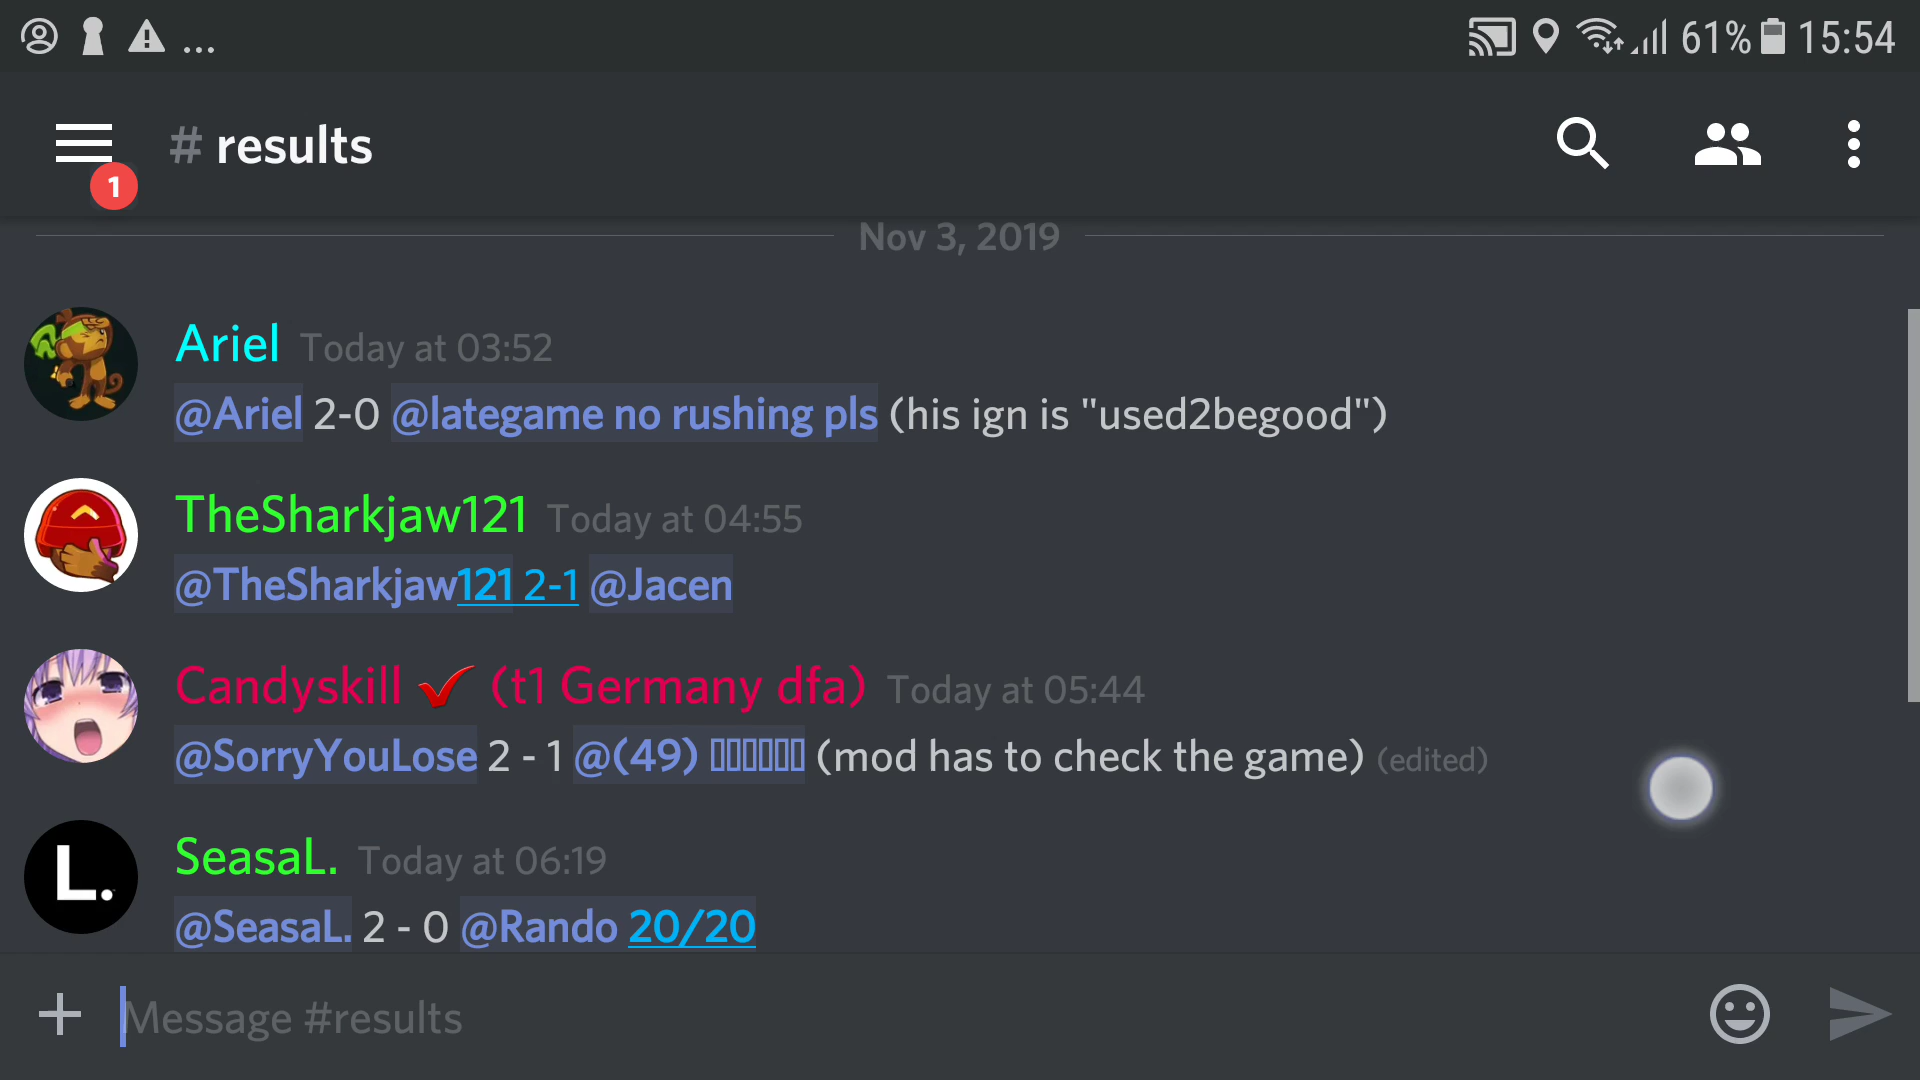 ... 61% 15:54
1 # results
Nov 3, 2019
Ariel Today at 03:52
@Ariel 2-0 @lategame no rushing pls (his ign is "used2begood")
TheSharkjaw121 Today at 04:55
@TheSharkjaw121 2-1 @Jacen
Candyskill ✓ (t1 Germany dfa) Today at 05:44
@SorryYouLose 2 - 1 @(49) (mod has to check the game) (edited)
L.
SeasaL. Today at 06:19
@SeasaL. 2 - 0 @Rando 20/20
Message #results